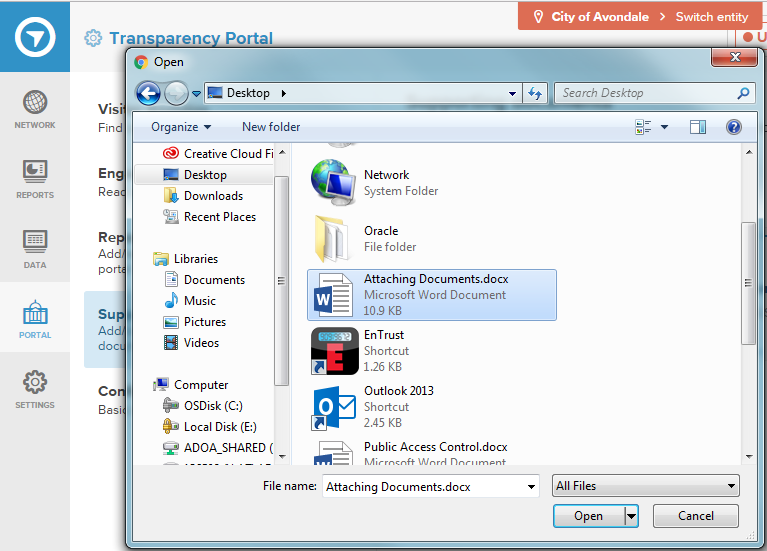 City of Avondale > Switch entity
Transparency Portal
U
Open
Desktop
Search Desktop
Organize
New folder
NETWORK
REPORTS
DATA
PORTAL
SETTINGS
Visi
Find
Eng
Read
Rep
Add/
porta
Sup
Add/
docu
Con
Basic
Creative Cloud Fi
Desktop
Downloads
Recent Places
Libraries
Documents
Music
Pictures
Videos
Computer
OSDisk (C:)
Local Disk (E:)
ADOA_SHARED (
Network
System Folder
Oracle
File folder
Attaching Documents.docx
Microsoft Word Document
10.9 KB
EnTrust
Shortcut
1.26 KB
Outlook 2013
Shortcut
2.45 KB
Public Access Control.docx
Microsoft Word Document
File name: Attaching Documents.docx
All Files
Open
Cancel